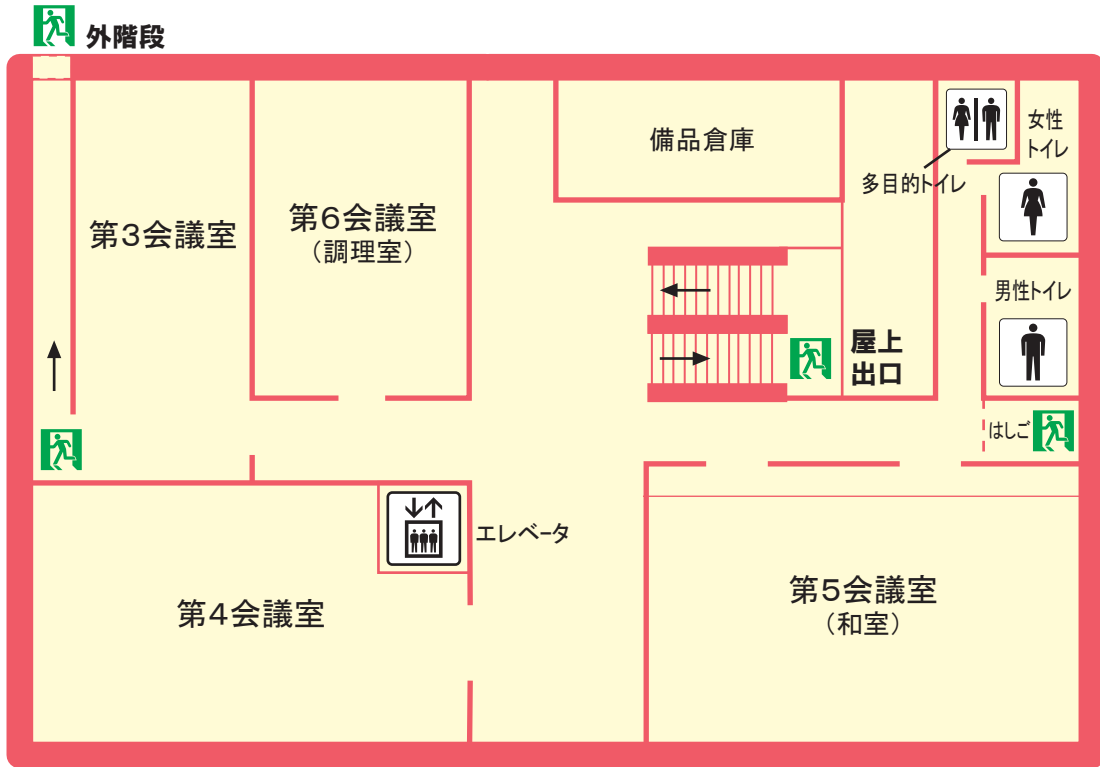 外階段
備品倉庫
女性
トイレ
多目的トイレ
第3会議室
第6会議室
（調理室）
男性トイレ
屋上
出口
はしご
エレベータ
第4会議室
第5会議室
（和室）